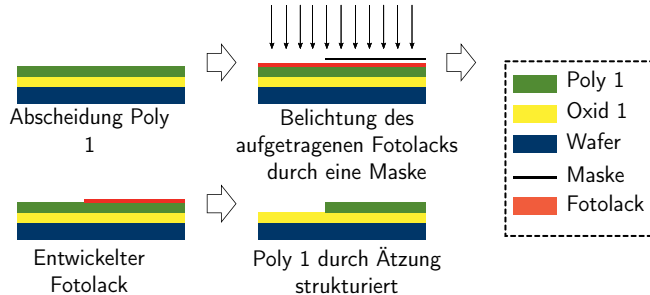 Abscheidung Poly
1
Belichtung des
aufgetragenen Fotolacks
durch eine Maske
Entwickelter
Fotolack
Poly 1 durch Ätzung
strukturiert
Poly 1
Oxid 1
Wafer
Maske
Fotolack